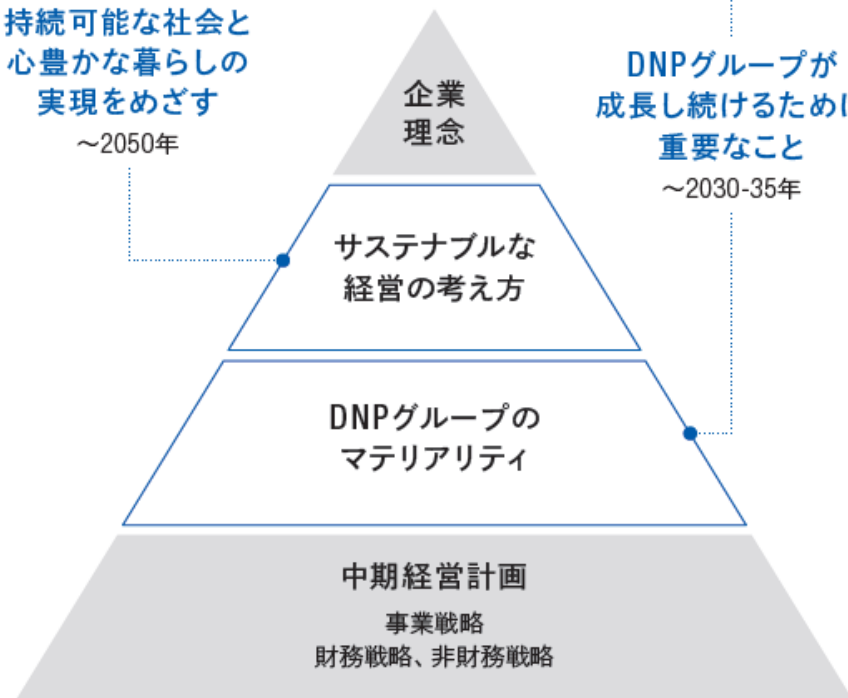 持続可能な社会と
心豊かな暮らしの
実現をめざす
～2050年
DNPグループが
成長し続けるために
重要なこと
～2030-35年
企業
理念
サステナブルな
経営の考え方
DNPグループの
マテリアリティ
中期経営計画
事業戦略
財務戦略、非財務戦略